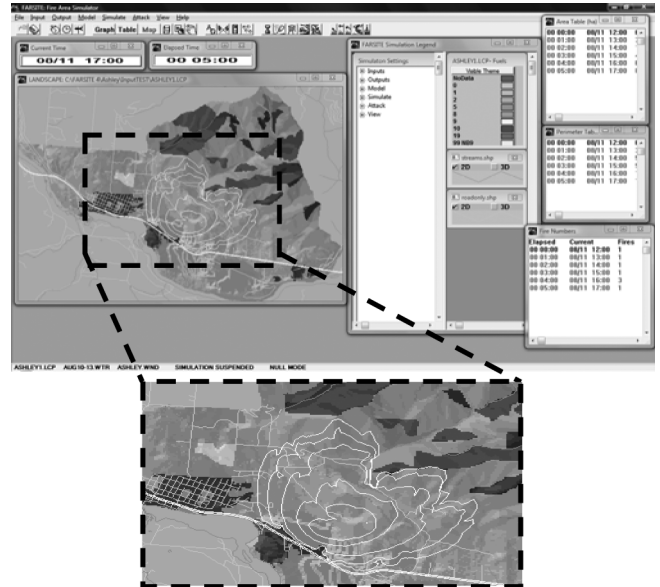 FARSITE: Fire Area Simulator
File Input Output Model Simulate Attack View Help
Graph Table Map
Current Time
08/11 17:00
Elapsed Time
00 05:00
LANDSCAPE: C:\FARSITE 4\Ashley\Input\TEST\ASHLEY1.LCP
FARSITE Simulation Legend
Simulation Settings
Inputs
Outputs
Model
Simulate
Attack
View
ASHLEY1.LCP- Fuels
Visible Theme
NoData
0
1
2
5
8
9
10
19
99 NB9
streams.shp
2D 3D
roadsonly.shp
2D 3D
Area Table (ha)
00 00:00 08/11 12:00
00 01:00 08/11 13:00
00 02:00 08/11 14:00
00 03:00 08/11 15:00
00 04:00 08/11 16:00
00 05:00 08/11 17:00
Perimeter Tab...
00 00:00 08/11 12:00
00 01:00 08/11 13:00
00 02:00 08/11 14:00
00 03:00 08/11 15:00
00 04:00 08/11 16:00
00 05:00 08/11 17:00
Fire Numbers
Elapsed Current Fires
00 00:00 08/11 12:00 1
00 01:00 08/11 13:00 1
00 02:00 08/11 14:00 1
00 03:00 08/11 15:00 1
00 04:00 08/11 16:00 3
00 05:00 08/11 17:00 1
ASHLEY1.LCP AUG10-13.WTR ASHLEY.WND SIMULATION SUSPENDED NULL MODE